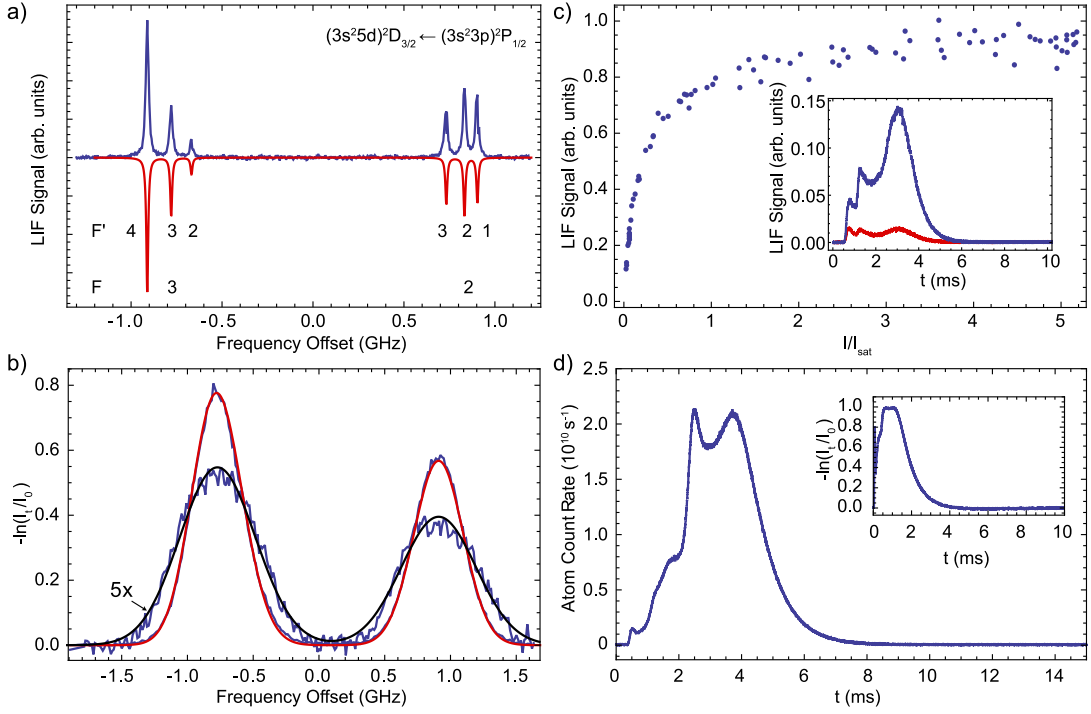 a)
(3s²5d)²D₃/₂ ← (3s²3p)²P₁/₂
LIF Signal (arb. units)
F' 4 3 2 3 2 1
F 3 2
-1.0 -0.5 0.0 0.5 1.0
Frequency Offset (GHz)
b)
0.8
0.6
0.4
0.2
0.0
-ln(Iₜ/I₀)
5x
-1.5 -1.0 -0.5 0.0 0.5 1.0 1.5
Frequency Offset (GHz)
c)
1.0
0.8
0.6
0.4
0.2
0.0
LIF Signal (arb. units)
0 1 2 3 4 5
I/Iₛₐₜ
0.15
0.10
0.05
0.00
LIF Signal (arb. units)
0 2 4 6 8 10
t (ms)
d)
2.5
2.0
1.5
1.0
0.5
0
Atom Count Rate (10¹⁰ s⁻¹)
0 2 4 6 8 10 12 14
t (ms)
1.0
0.8
0.6
0.4
0.2
0.0
-ln(Iₜ/I₀)
0 2 4 6 8 10
t (ms)